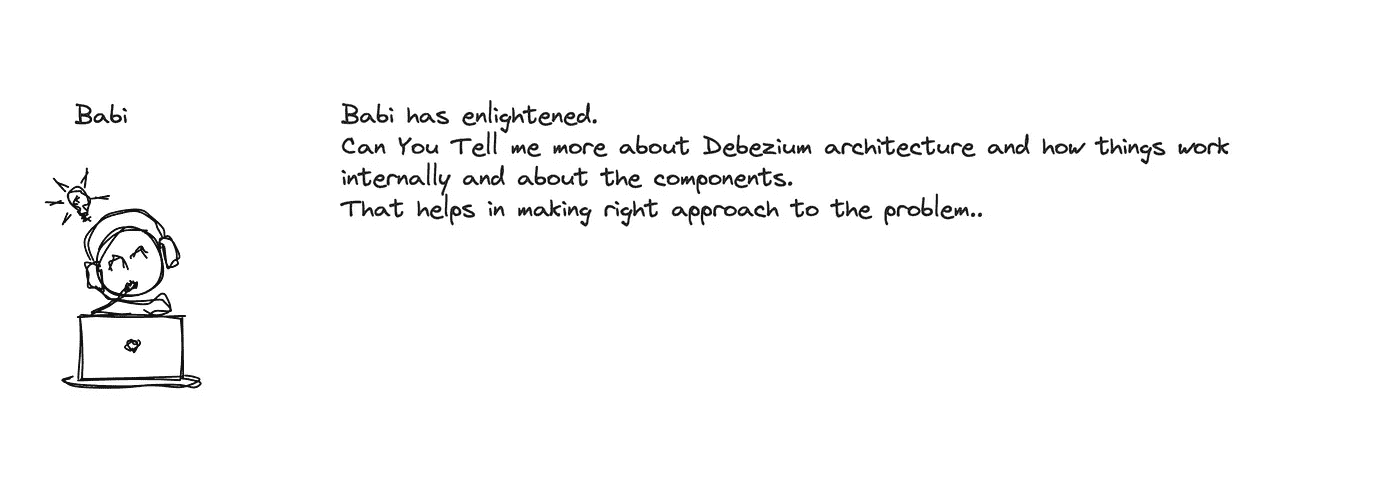 Babi
Babi has enlightened.
Can You Tell me more about Debezium architecture and how things work
internally and about the components.
That helps in making right approach to the problem..